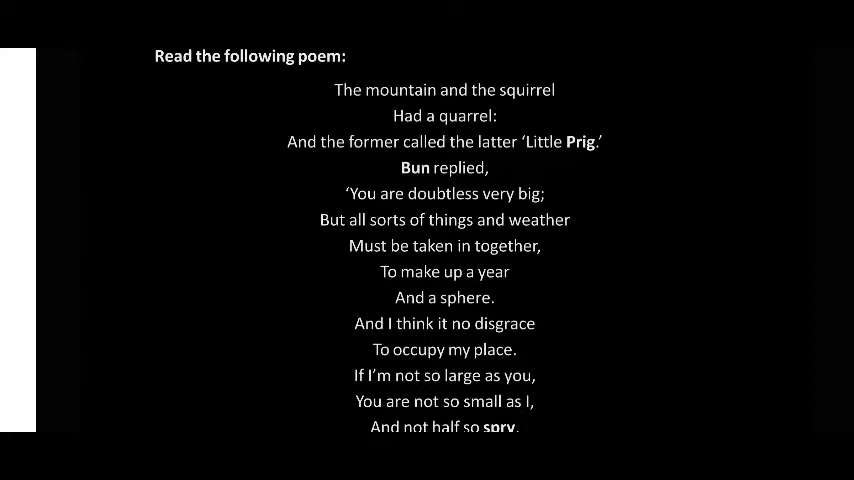 Read the following poem:
The mountain and the squirrel
Had a quarrel:
And the former called the latter ‘Little Prig.’
Bun replied,
‘You are doubtless very big;
But all sorts of things and weather
Must be taken in together,
To make up a year
And a sphere.
And I think it no disgrace
To occupy my place.
If I’m not so large as you,
You are not so small as I,
And not half so spry.